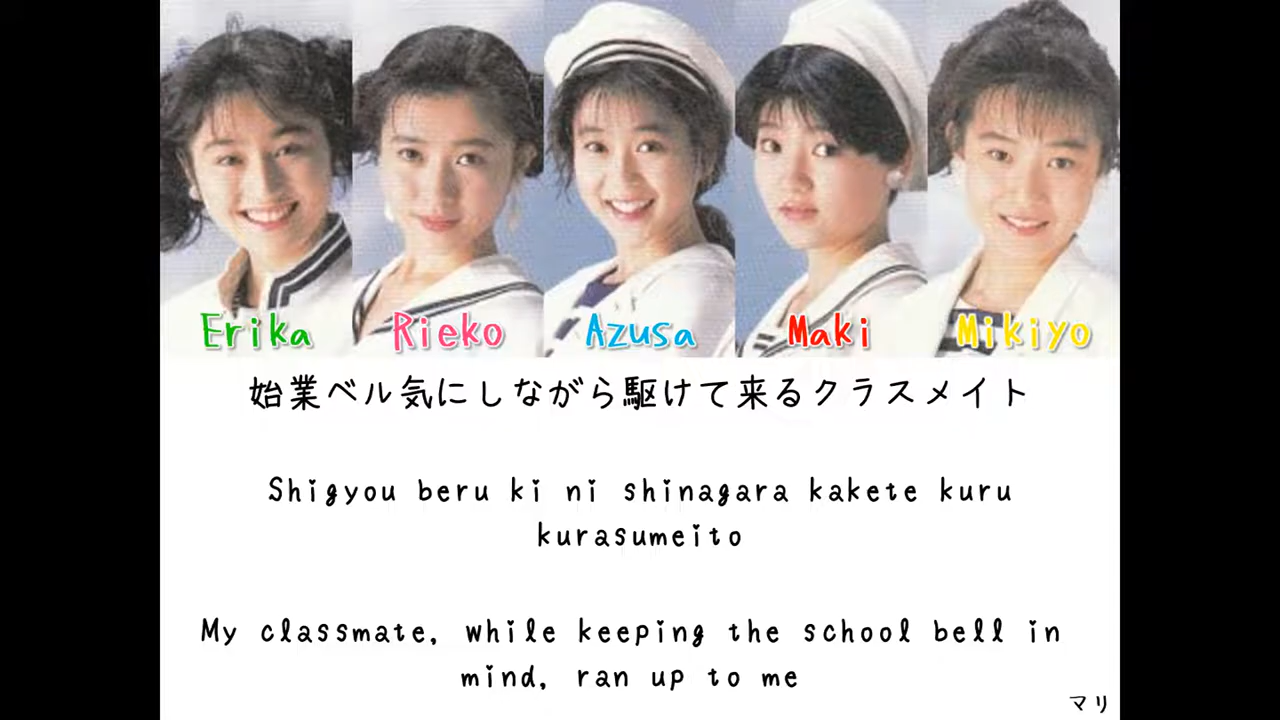 Erika Rieko Azusa Maki Mikiyo
始業ベル気にしながら駆けて来るクラスメイト
Shigyou beru ki ni shinagara kakete kuru
kurasumeito
My classmate, while keeping the school bell in
mind, ran up to me
マリ